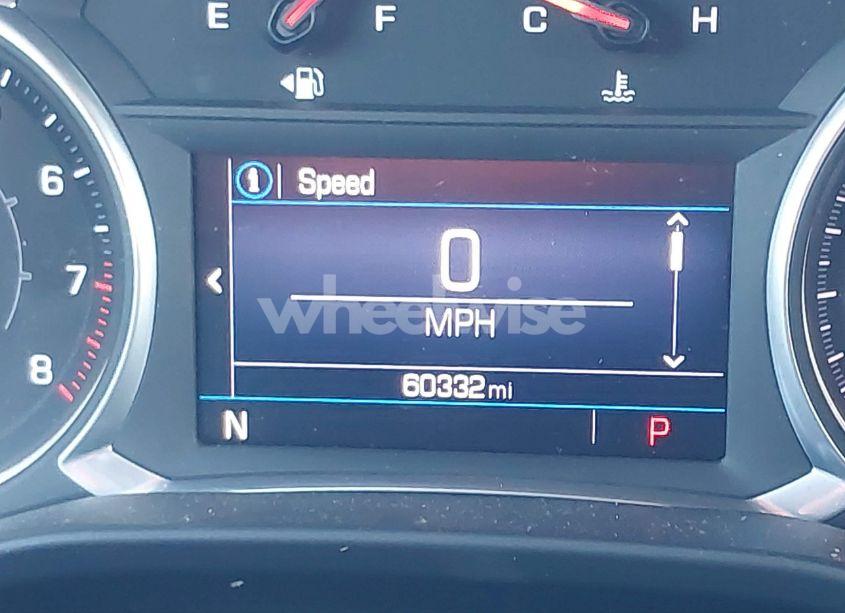 E F C H
6
7
8
Speed
0
MPH
wheelwise
60332 mi
N P